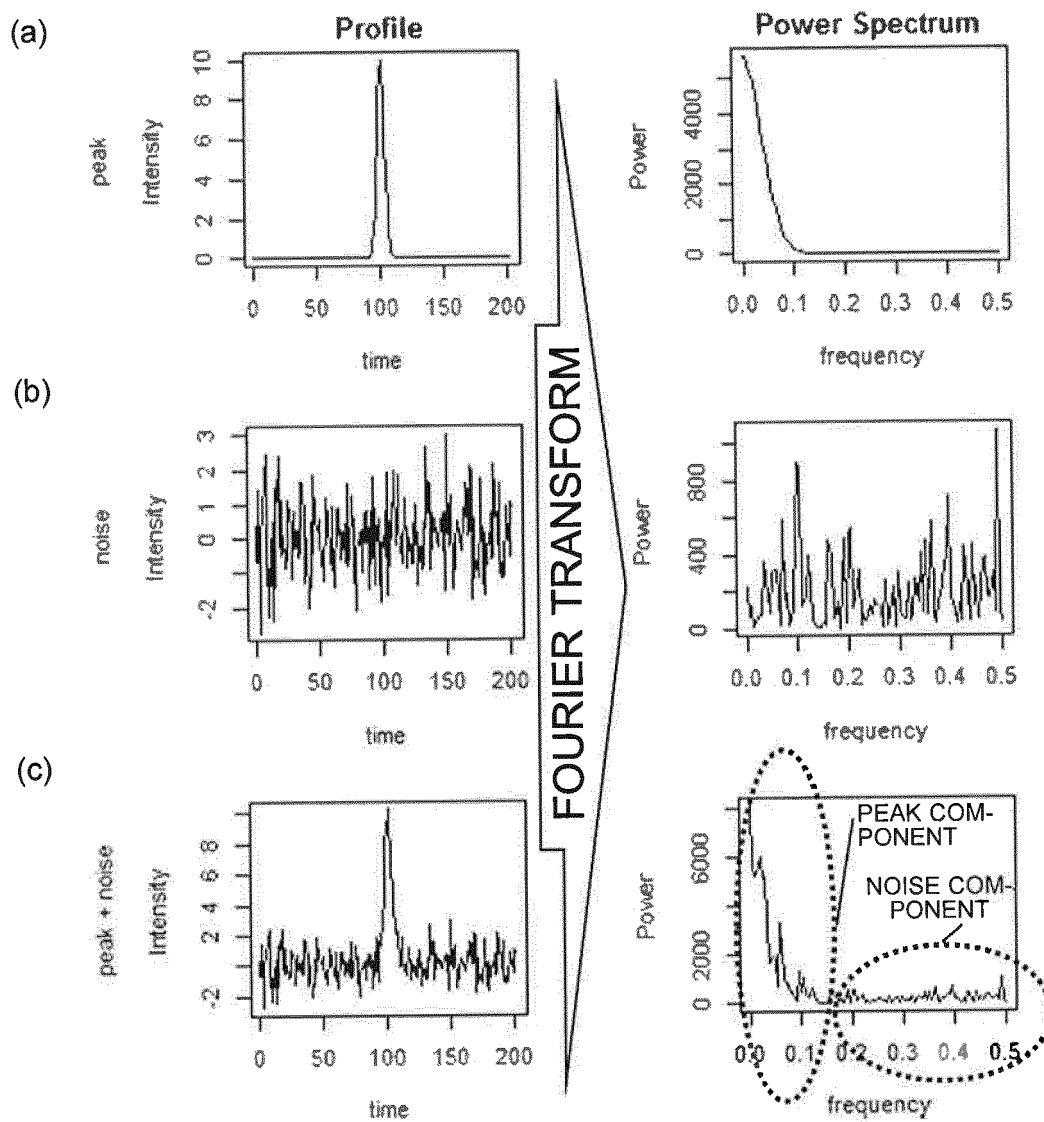 (a)
Profile
Power Spectrum
peak
Intensity
10
8
6
4
2
0
0 50 100 150 200
time
Power
4000
2000
0
0.0 0.1 0.2 0.3 0.4 0.5
frequency
FOURIER TRANSFORM
(b)
noise
Intensity
3
2
1
0
-2
0 50 100 150 200
time
Power
800
400
0
0.0 0.1 0.2 0.3 0.4 0.5
frequency
(c)
peak + noise
Intensity
8
6
4
2
-2
0 50 100 150 200
time
Power
6000
2000
0
0.0 0.1 0.2 0.3 0.4 0.5
frequency
PEAK COM-
PONENT
NOISE COM-
PONENT